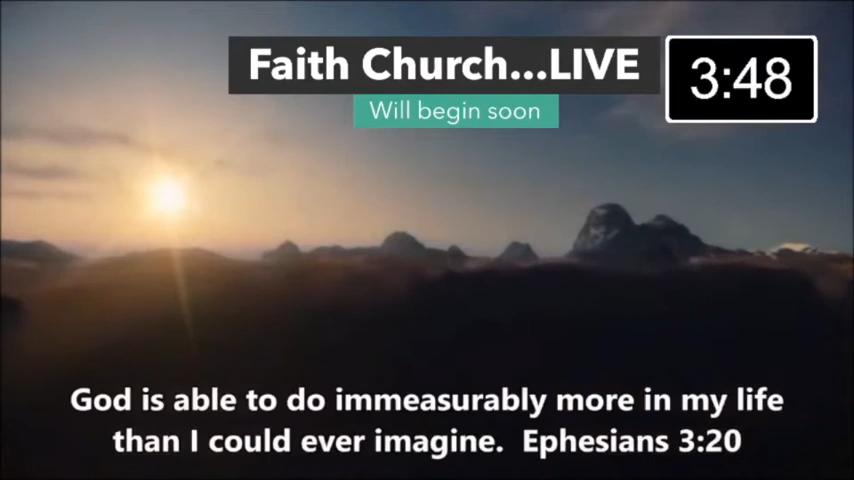 Faith Church...LIVE
3:48
Will begin soon
God is able to do immeasurably more in my life
than I could ever imagine.  Ephesians 3:20